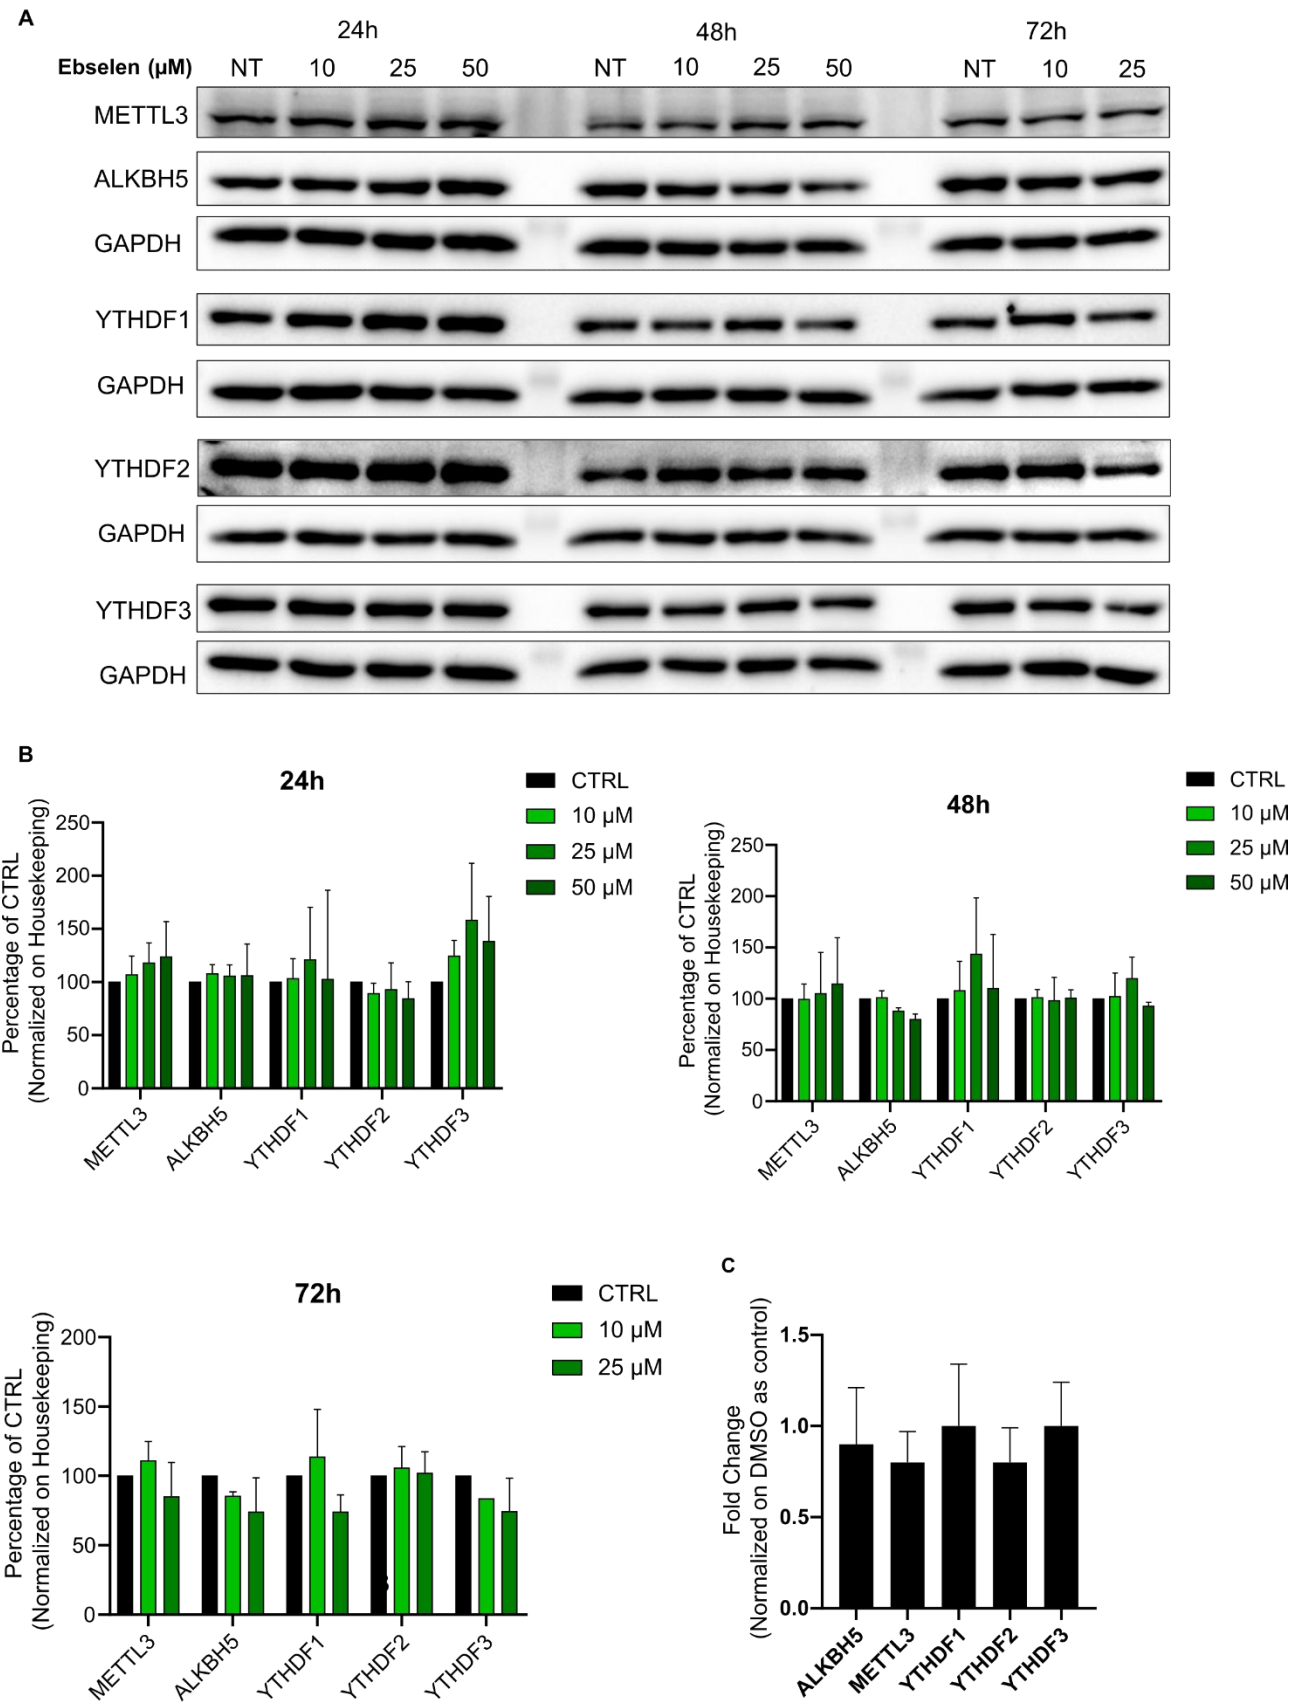 A
24h 48h 72h
Ebselen (µM) NT 10 25 50 NT 10 25 50 NT 10 25
METTL3
ALKBH5
GAPDH
YTHDF1
GAPDH
YTHDF2
GAPDH
YTHDF3
GAPDH
B
24h
CTRL
10 µM
25 µM
50 µM
Percentage of CTRL
(Normalized on Housekeeping)
250
200
150
100
50
0
METTL3 ALKBH5 YTHDF1 YTHDF2 YTHDF3
48h
CTRL
10 µM
25 µM
50 µM
Percentage of CTRL
(Normalized on Housekeeping)
250
200
150
100
50
0
METTL3 ALKBH5 YTHDF1 YTHDF2 YTHDF3
72h
CTRL
10 µM
25 µM
Percentage of CTRL
(Normalized on Housekeeping)
200
150
100
50
0
METTL3 ALKBH5 YTHDF1 YTHDF2 YTHDF3
C
Fold Change
(Normalized on DMSO as control)
1.5
1.0
0.5
0.0
ALKBH5 METTL3 YTHDF1 YTHDF2 YTHDF3